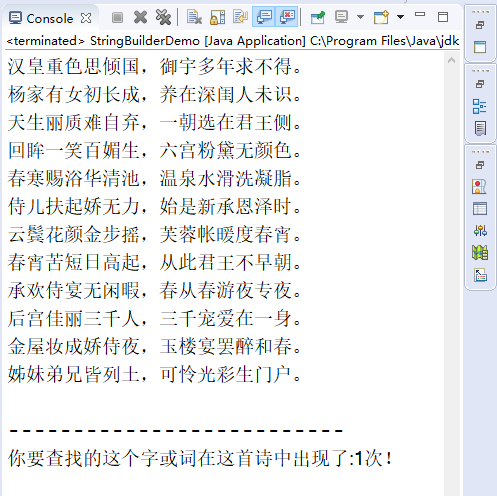 Console
<terminated> StringBuilderDemo [Java Application] C:\Program Files\Java\jdk
汉皇重色思倾国，御宇多年求不得。
杨家有女初长成，养在深闺人未识。
天生丽质难自弃，一朝选在君王侧。
回眸一笑百媚生，六宫粉黛无颜色。
春寒赐浴华清池，温泉水滑洗凝脂。
侍儿扶起娇无力，始是新承恩泽时。
云鬓花颜金步摇，芙蓉帐暖度春宵。
春宵苦短日高起，从此君王不早朝。
承欢侍宴无闲暇，春从春游夜专夜。
后宫佳丽三千人，三千宠爱在一身。
金屋妆成娇侍夜，玉楼宴罢醉和春。
姊妹弟兄皆列土，可怜光彩生门户。
--------------------------
你要查找的这个字或词在这首诗中出现了:1次!